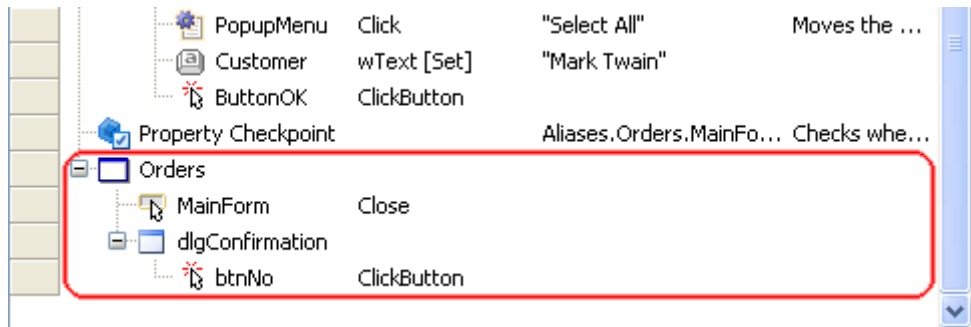 PopupMenu Click "Select All" Moves the ...
Customer wText [Set] "Mark Twain"
ButtonOK ClickButton
Property Checkpoint Aliases.Orders.MainFo... Checks whe...
Orders
MainForm Close
dlgConfirmation
btnNo ClickButton